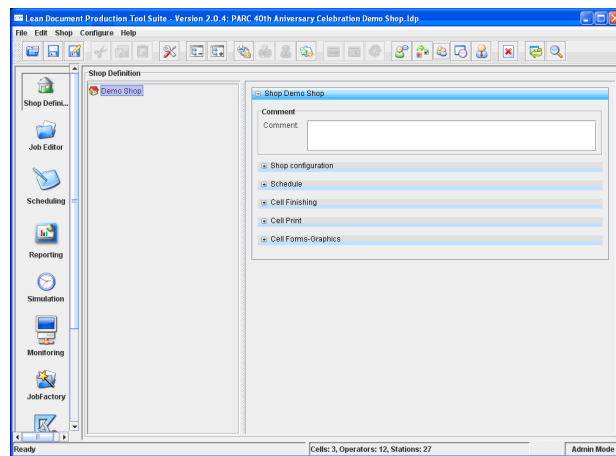 Lean Document Production Tool Suite - Version 2.0.4: PARC 40th Aniversary Celebration Demo Shop.ldp
File Edit Shop Configure Help
Shop Definition
Shop Defini...
Job Editor
Scheduling
Reporting
Simulation
Monitoring
JobFactory
Demo Shop
Shop Demo Shop
Comment
Comment:
Shop configuration
Schedule
Cell Finishing
Cell Print
Cell Forms-Graphics
Ready
Cells: 3, Operators: 12, Stations: 27
Admin Mode